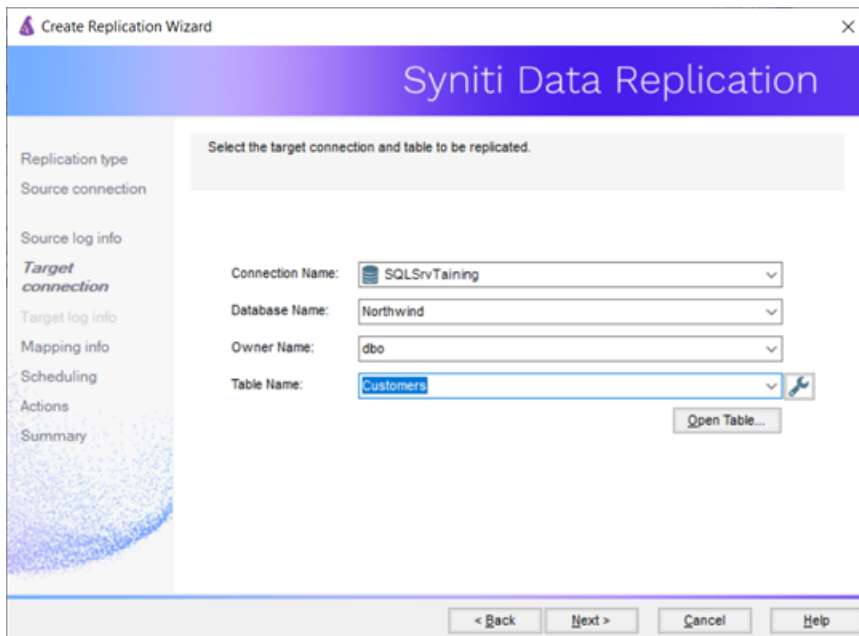 Create Replication Wizard
Syniti Data Replication
Replication type
Source connection
Source log info
Target
connection
Target log info
Mapping info
Scheduling
Actions
Summary
Select the target connection and table to be replicated.
Connection Name: SQLSrvTaining
Database Name: Northwind
Owner Name: dbo
Table Name: Customers
Open Table...
< Back Next > Cancel Help